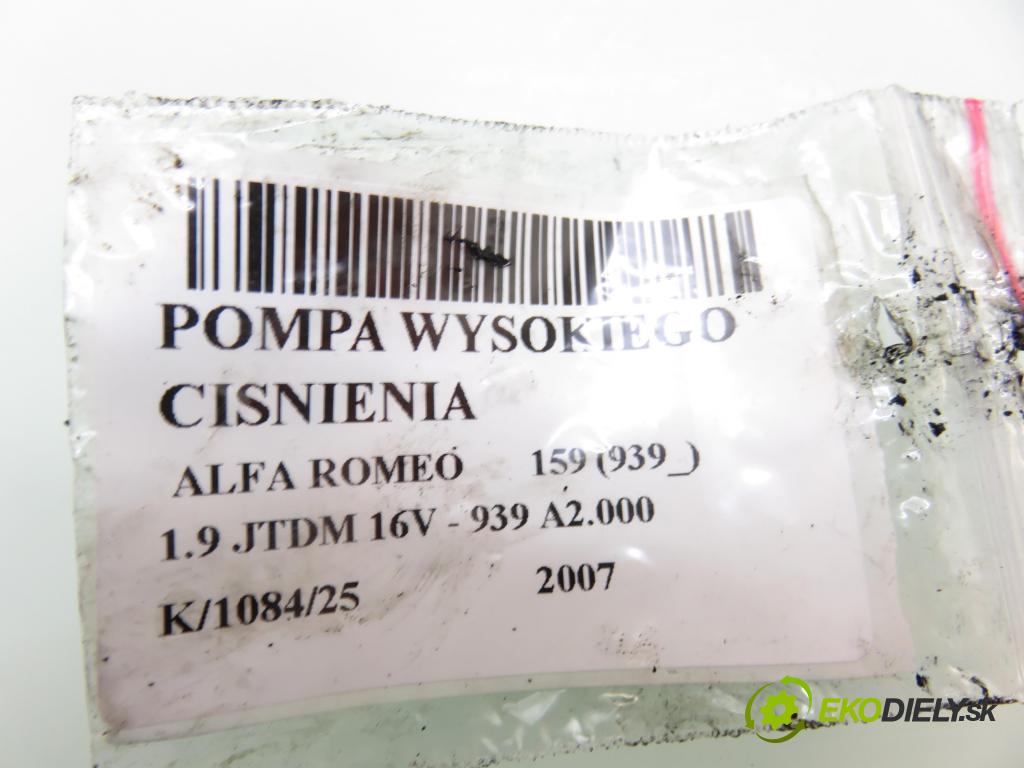 POMPA WYSOKIEGO
CISNIENIA
ALFA ROMEO 159 (939_)
1.9 JTDM 16V - 939 A2.000
K/1084/25 2007
EKODIELY.SK